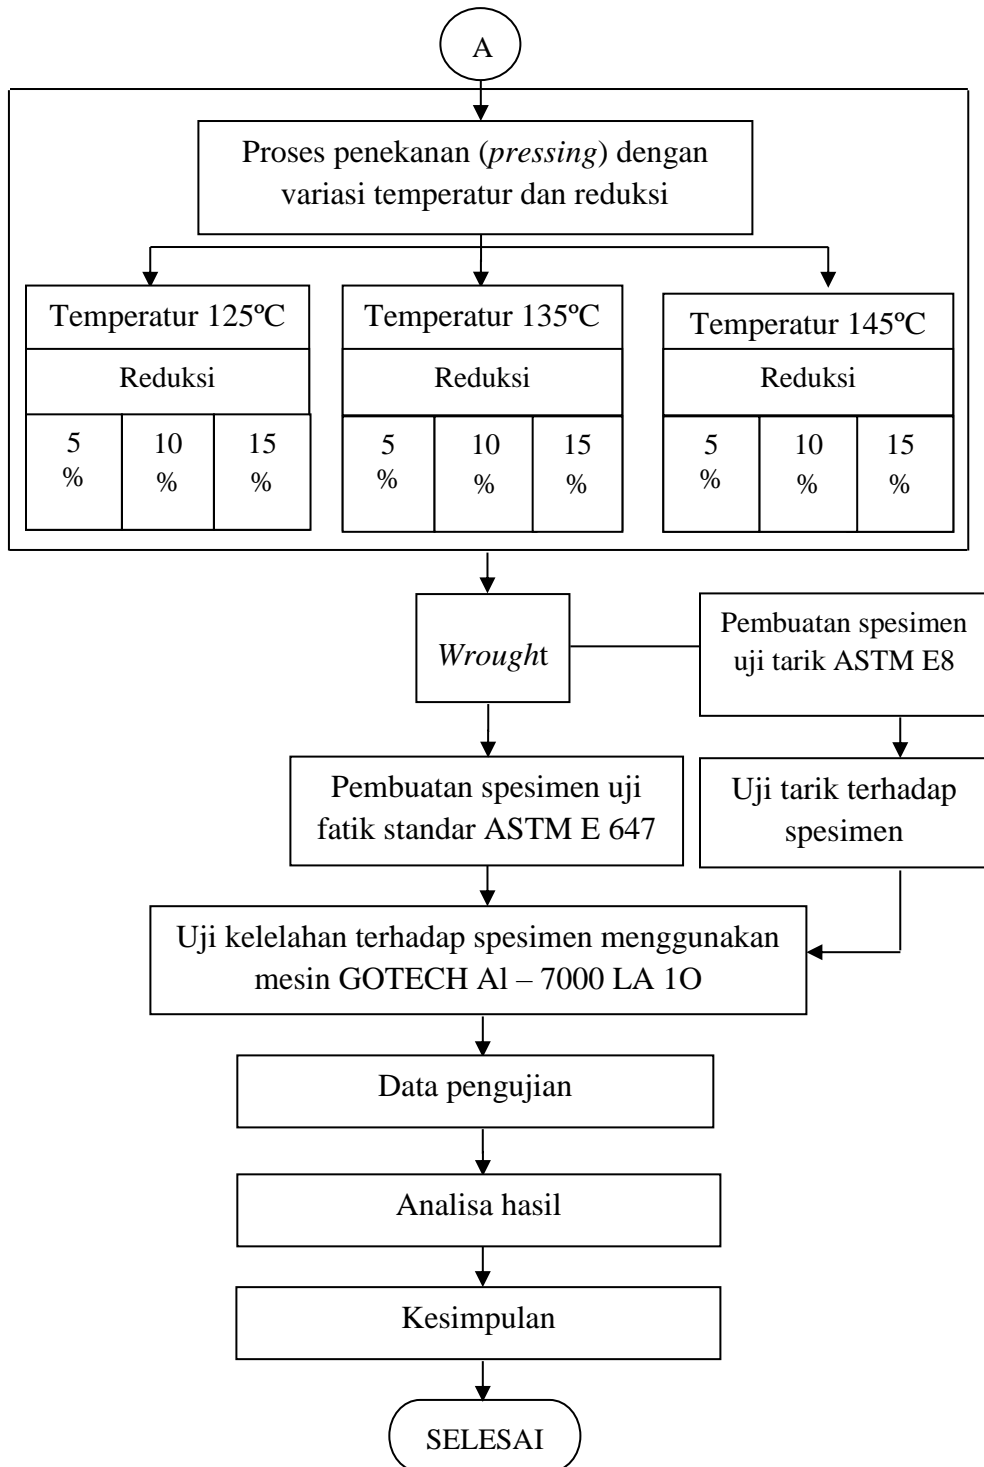 A
Proses penekanan (pressing) dengan
variasi temperatur dan reduksi
Temperatur 125ºC
Reduksi
5
%
10
%
15
%
Temperatur 135ºC
Reduksi
5
%
10
%
15
%
Temperatur 145ºC
Reduksi
5
%
10
%
15
%
Wrought
Pembuatan spesimen
uji tarik ASTM E8
Pembuatan spesimen uji
fatik standar ASTM E 647
Uji tarik terhadap
spesimen
Uji kelelahan terhadap spesimen menggunakan
mesin GOTECH Al – 7000 LA 1O
Data pengujian
Analisa hasil
Kesimpulan
SELESAI